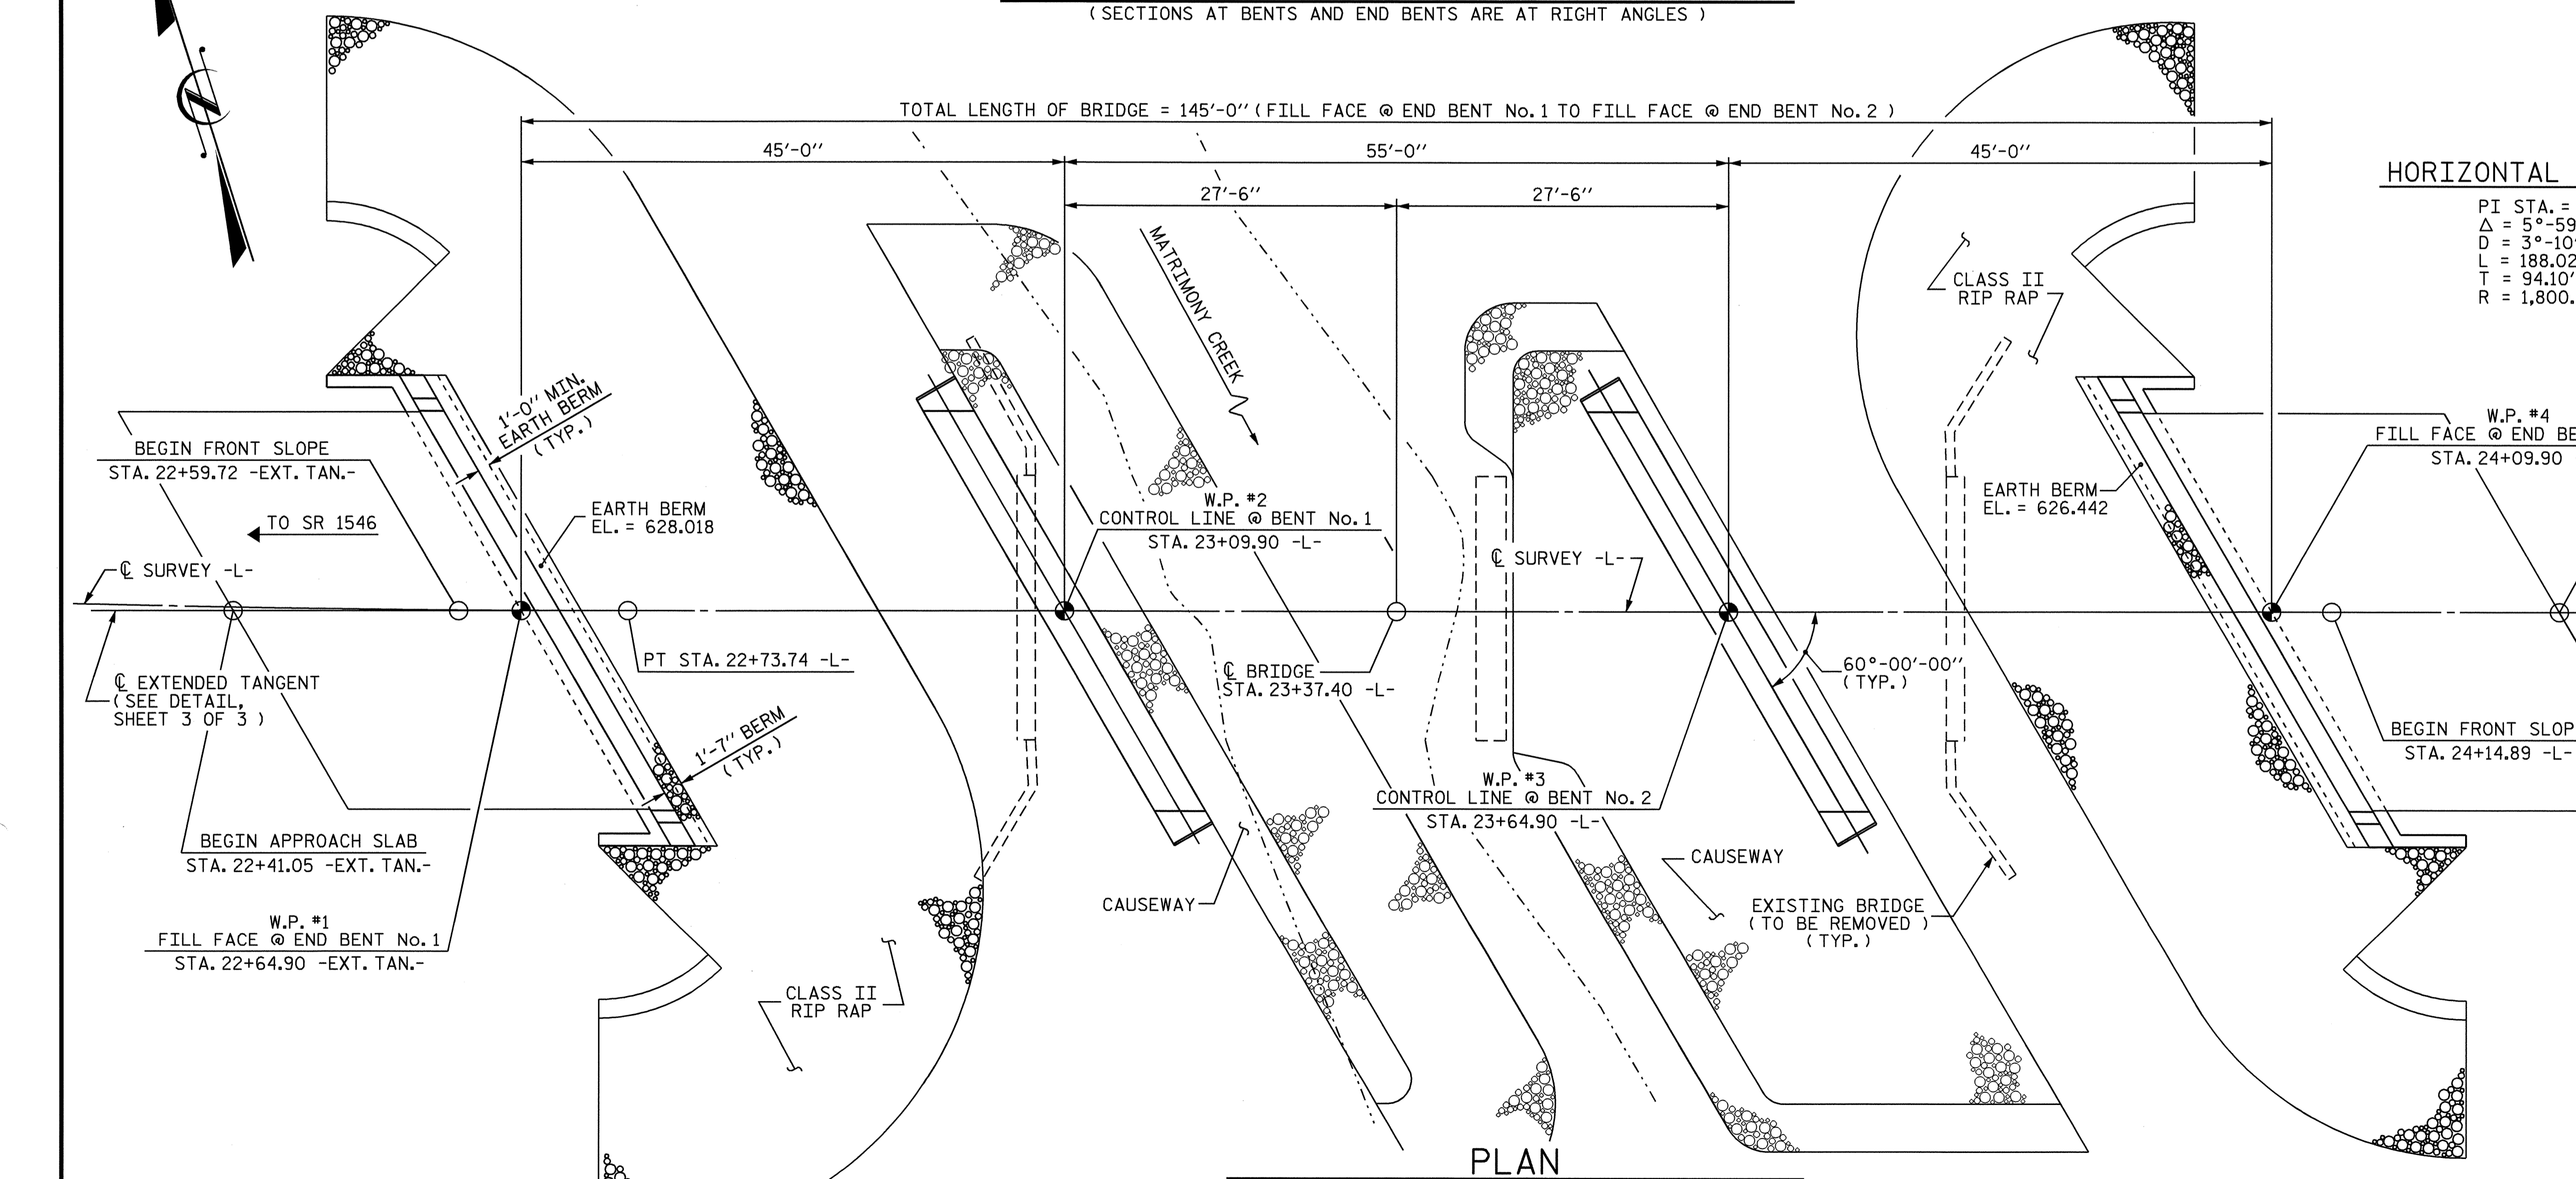 ( SECTIONS AT BENTS AND END BENTS ARE AT RIGHT ANGLES )
TOTAL LENGTH OF BRIDGE = 145'-0" ( FILL FACE @ END BENT No. 1 TO FILL FACE @ END BENT No. 2 )
45'-0"
55'-0"
45'-0"
27'-6"
27'-6"
HORIZONTAL
PI STA. =
Δ = 5°-59
D = 3°-10'
L = 188.02
T = 94.10'
R = 1,800.
MATRIMONY CREEK
CLASS II
RIP RAP
1'-0" MIN.
EARTH BERM
( TYP. )
BEGIN FRONT SLOPE
STA. 22+59.72 -EXT. TAN.-
TO SR 1546
℄ SURVEY -L-
EARTH BERM
EL. = 628.018
W.P. #2
CONTROL LINE @ BENT No. 1
STA. 23+09.90 -L-
℄ SURVEY -L-
EARTH BERM
EL. = 626.442
W.P. #4
FILL FACE @ END BE
STA. 24+09.90
℄ EXTENDED TANGENT
( SEE DETAIL,
SHEET 3 OF 3 )
PT STA. 22+73.74 -L-
℄ BRIDGE
STA. 23+37.40 -L-
60°-00'-00"
( TYP. )
1'-7" BERM
( TYP. )
BEGIN FRONT SLOP
STA. 24+14.89 -L-
W.P. #3
CONTROL LINE @ BENT No. 2
STA. 23+64.90 -L-
BEGIN APPROACH SLAB
STA. 22+41.05 -EXT. TAN.-
CAUSEWAY
CAUSEWAY
EXISTING BRIDGE
( TO BE REMOVED )
( TYP. )
W.P. #1
FILL FACE @ END BENT No. 1
STA. 22+64.90 -EXT. TAN.-
CLASS II
RIP RAP
PLAN